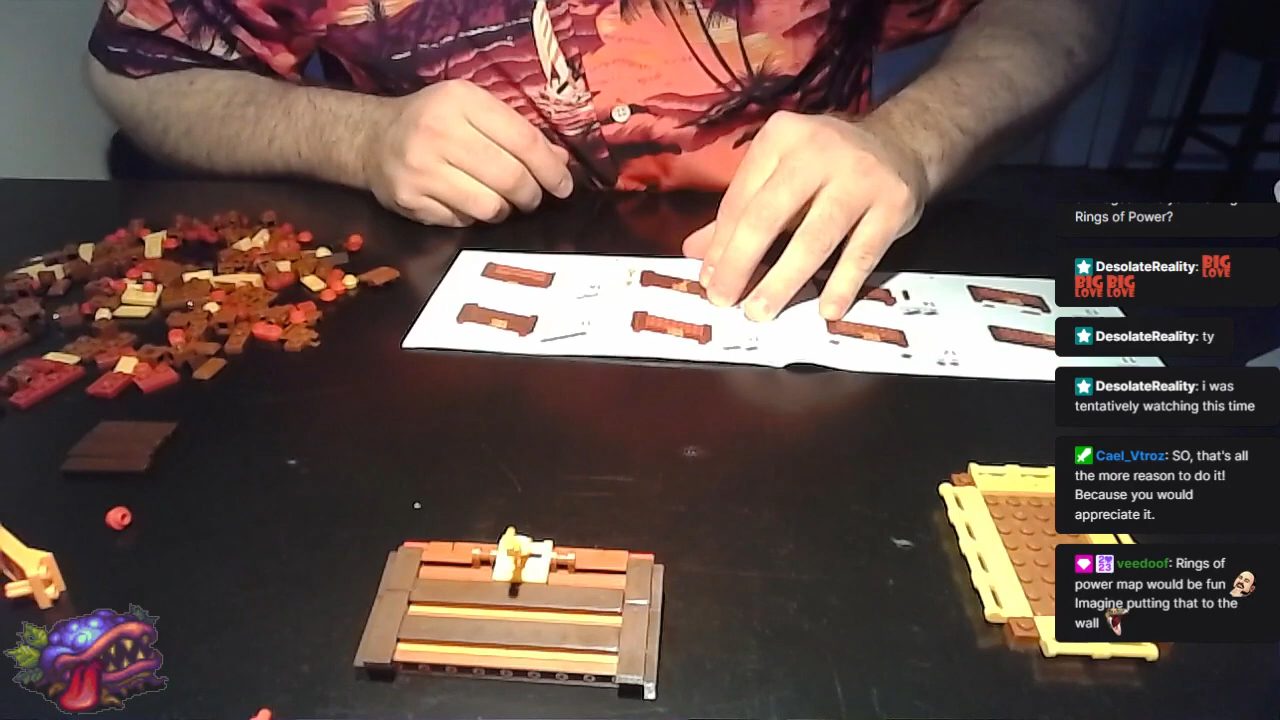 Rings of Power?
DesolateReality: BIG LOVE
BIG LOVE BIG LOVE
DesolateReality: ty
DesolateReality: i was
tentatively watching this time
Cael_Vtroz: SO, that's all
the more reason to do it!
Because you would
appreciate it.
veedoof: Rings of
power map would be fun
Imagine putting that to the
wall